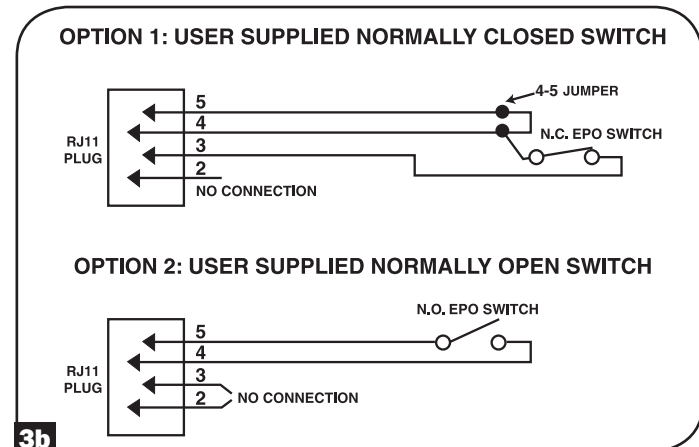 OPTION 1: USER SUPPLIED NORMALLY CLOSED SWITCH
4-5 JUMPER
5
4
N.C. EPO SWITCH
3
RJ11
PLUG
2
NO CONNECTION
OPTION 2: USER SUPPLIED NORMALLY OPEN SWITCH
N.O. EPO SWITCH
5
4
RJ11
PLUG
3
NO CONNECTION
2
3b